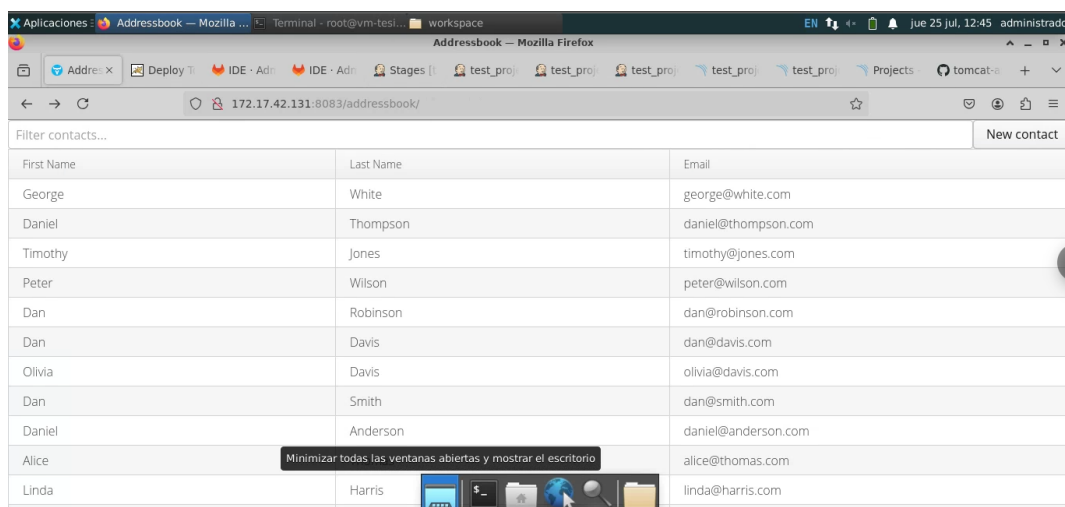 Aplicaciones Addressbook — Mozilla ... Terminal - root@vm-tesi... workspace EN jue 25 jul, 12:45 administrado
Addressbook — Mozilla Firefox
Addres Deploy T IDE · Adn IDE · Adn Stages [t test_proj test_proj test_proj test_proj test_proj Projects tomcat-a
172.17.42.131:8083/addressbook/
Filter contacts... New contact
First Name Last Name Email
George White george@white.com
Daniel Thompson daniel@thompson.com
Timothy Jones timothy@jones.com
Peter Wilson peter@wilson.com
Dan Robinson dan@robinson.com
Dan Davis dan@davis.com
Olivia Davis olivia@davis.com
Dan Smith dan@smith.com
Daniel Anderson daniel@anderson.com
Alice alice@thomas.com
Minimizar todas las ventanas abiertas y mostrar el escritorio
Linda Harris linda@harris.com